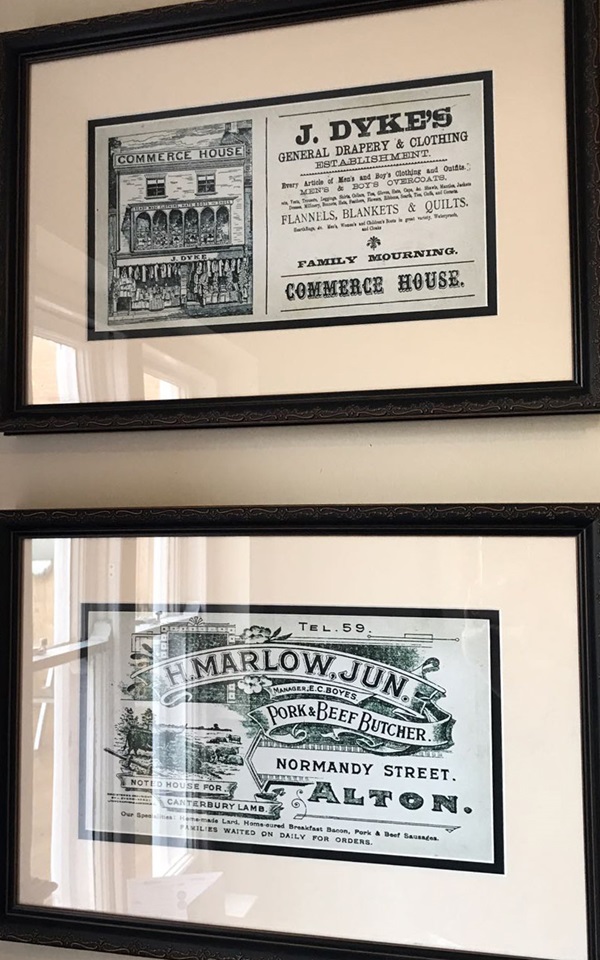 COMMERCE HOUSE
J. DYKE
J. DYKE'S
GENERAL DRAPERY & CLOTHING
ESTABLISHMENT.
Every Article of Men's and Boy's Clothing and Outfits.
MEN'S & BOY'S OVERCOATS.
FLANNELS, BLANKETS & QUILTS.
FAMILY MOURNING.
COMMERCE HOUSE.
TEL. 59.
H. MARLOW, JUN.
MANAGER, E.C. BOYES.
PORK & BEEF BUTCHER.
NORMANDY STREET.
ALTON.
NOTED HOUSE FOR
CANTERBURY LAMB.
Our Specialities Home-made Lard, Home-cured Breakfast Bacon, Pork & Beef Sausages.
FAMILIES WAITED ON DAILY FOR ORDERS.